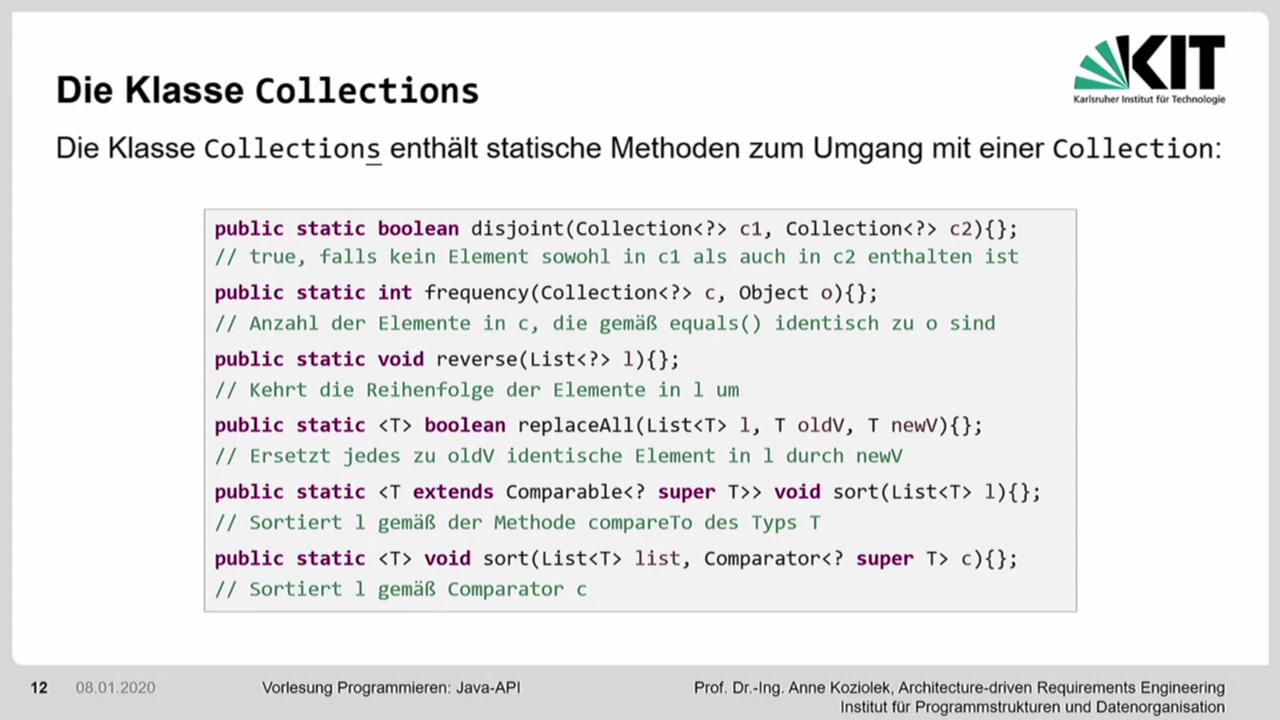 KIT
Karlsruher Institut für Technologie
Die Klasse Collections
Die Klasse Collections enthält statische Methoden zum Umgang mit einer Collection:
public static boolean disjoint(Collection<?> c1, Collection<?> c2){};
// true, falls kein Element sowohl in c1 als auch in c2 enthalten ist
public static int frequency(Collection<?> c, Object o){};
// Anzahl der Elemente in c, die gemäß equals() identisch zu o sind
public static void reverse(List<?> l){};
// Kehrt die Reihenfolge der Elemente in l um
public static <T> boolean replaceAll(List<T> l, T oldV, T newV){};
// Ersetzt jedes zu oldV identische Element in l durch newV
public static <T extends Comparable<? super T>> void sort(List<T> l){};
// Sortiert l gemäß der Methode compareTo des Typs T
public static <T> void sort(List<T> list, Comparator<? super T> c){};
// Sortiert l gemäß Comparator c
12 08.01.2020 Vorlesung Programmieren: Java-API Prof. Dr.-Ing. Anne Koziolek, Architecture-driven Requirements Engineering
Institut für Programmstrukturen und Datenorganisation